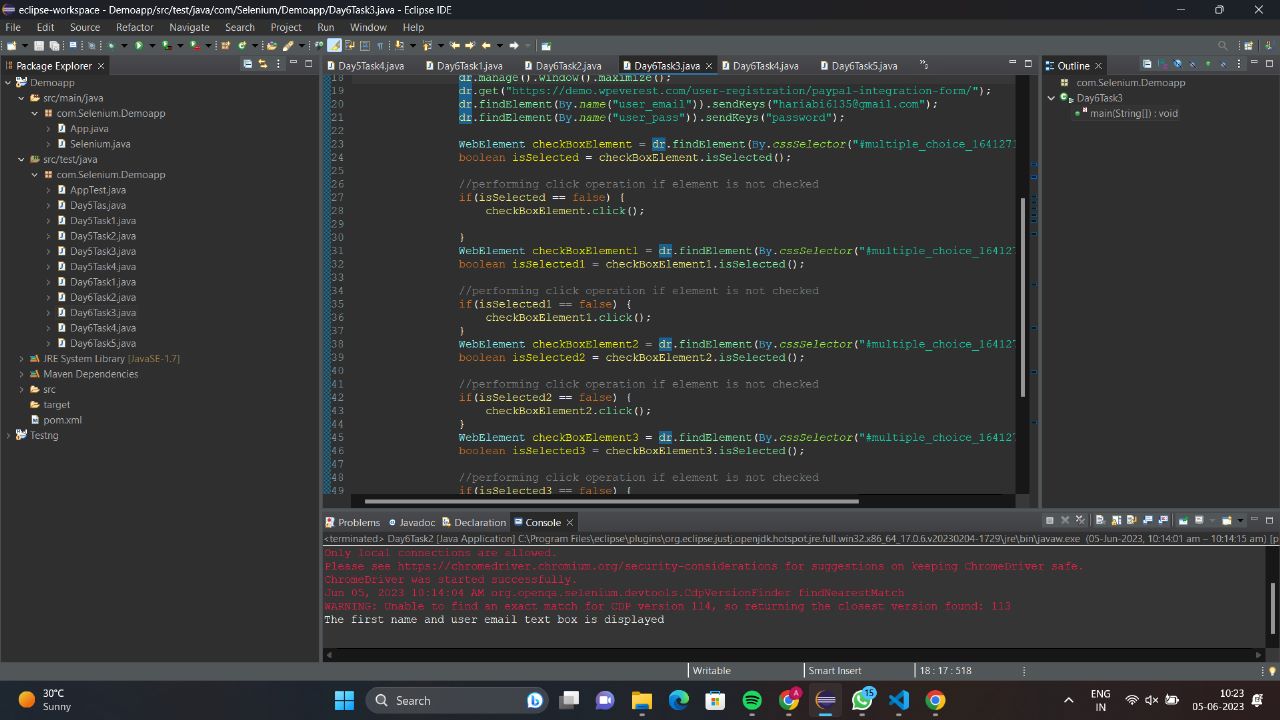 eclipse-workspace - Demoapp/src/test/java/com/Selenium/Demoapp/Day6Task3.java - Eclipse IDE
File Edit Source Refactor Navigate Search Project Run Window Help
Package Explorer
Demoapp
src/main/java
com.Selenium.Demoapp
App.java
Selenium.java
src/test/java
com.Selenium.Demoapp
AppTest.java
Day5Tas.java
Day5Task1.java
Day5Task2.java
Day5Task3.java
Day5Task4.java
Day6Task1.java
Day6Task2.java
Day6Task3.java
Day6Task4.java
Day6Task5.java
JRE System Library [JavaSE-1.7]
Maven Dependencies
src
target
pom.xml
Testng
Day5Task4.java Day6Task1.java Day6Task2.java Day6Task3.java Day6Task4.java Day6Task5.java
18 dr.manage().window().maximize();
19 dr.get("https://demo.wpeverest.com/user-registration/paypal-integration-form/");
20 dr.findElement(By.name("user_email")).sendKeys("hariabi6135@gmail.com");
21 dr.findElement(By.name("user_pass")).sendKeys("password");
22
23 WebElement checkBoxElement = dr.findElement(By.cssSelector("#multiple_choice_1641271
24 boolean isSelected = checkBoxElement.isSelected();
25
26 //performing click operation if element is not checked
27 if(isSelected == false) {
28 checkBoxElement.click();
29
30 }
31 WebElement checkBoxElement1 = dr.findElement(By.cssSelector("#multiple_choice_164127
32 boolean isSelected1 = checkBoxElement1.isSelected();
33
34 //performing click operation if element is not checked
35 if(isSelected1 == false) {
36 checkBoxElement1.click();
37 }
38 WebElement checkBoxElement2 = dr.findElement(By.cssSelector("#multiple_choice_164127
39 boolean isSelected2 = checkBoxElement2.isSelected();
40
41 //performing click operation if element is not checked
42 if(isSelected2 == false) {
43 checkBoxElement2.click();
44 }
45 WebElement checkBoxElement3 = dr.findElement(By.cssSelector("#multiple_choice_164127
46 boolean isSelected3 = checkBoxElement3.isSelected();
47
48 //performing click operation if element is not checked
49 if(isSelected3 == false) {
Outline
com.Selenium.Demoapp
Day6Task3
main(String[]) : void
Problems Javadoc Declaration Console
<terminated> Day6Task2 [Java Application] C:\Program Files\eclipse\plugins\org.eclipse.justj.openjdk.hotspot.jre.full.win32.x86_64_17.0.6.v20230204-1729\jre\bin\javaw.exe (05-Jun-2023, 10:14:01 am – 10:14:15 am) [p
Only local connections are allowed.
Please see https://chromedriver.chromium.org/security-considerations for suggestions on keeping ChromeDriver safe.
ChromeDriver was started successfully.
Jun 05, 2023 10:14:04 AM org.openqa.selenium.devtools.CdpVersionFinder findNearestMatch
WARNING: Unable to find an exact match for CDP version 114, so returning the closest version found: 113
The first name and user email text box is displayed
Writable Smart Insert 18 : 17 : 518
30°C
Sunny
Search
A
15
ENG
IN
10:23
05-06-2023